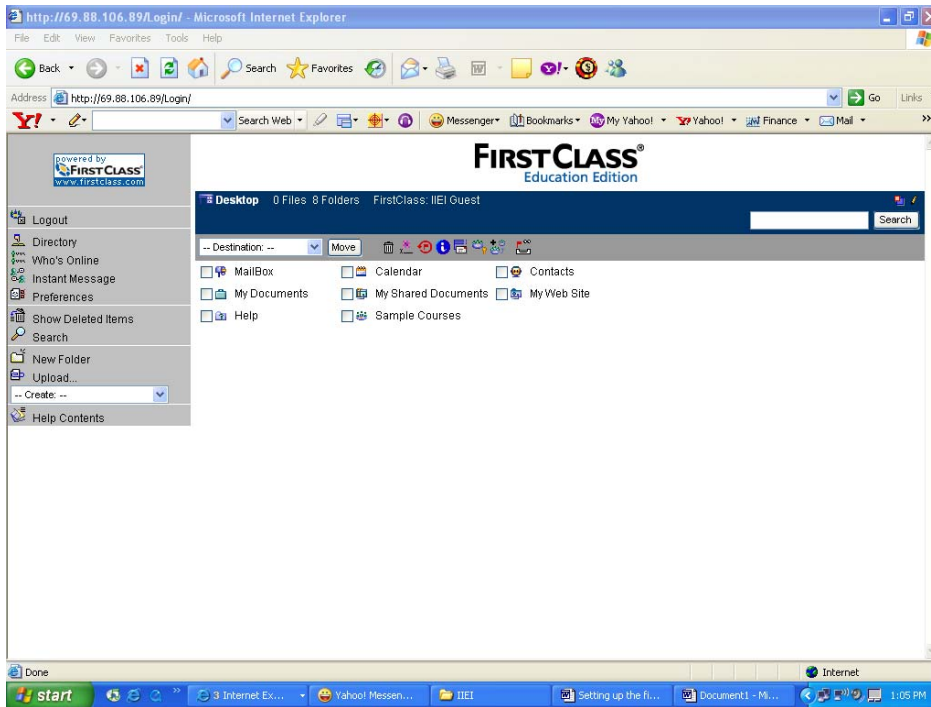 http://69.88.106.89/Login/ - Microsoft Internet Explorer
File Edit View Favorites Tools Help
Back Search Favorites
Address http://69.88.106.89/Login/ Go Links
Y! Search Web Messenger Bookmarks My Yahoo! Yahoo! Finance Mail »
powered by
FIRSTCLASS
www.firstclass.com
FIRSTCLASS®
Education Edition
Desktop 0 Files 8 Folders FirstClass: IIEI Guest
Search
Logout
Directory
Who's Online
Instant Message
Preferences
Show Deleted Items
Search
New Folder
Upload...
-- Create: --
Help Contents
-- Destination: -- Move
MailBox Calendar Contacts
My Documents My Shared Documents My Web Site
Help Sample Courses
Done Internet
start » 3 Internet Ex... Yahoo! Messen... IIEI Setting up the fi... Document1 - Mi... 1:05 PM